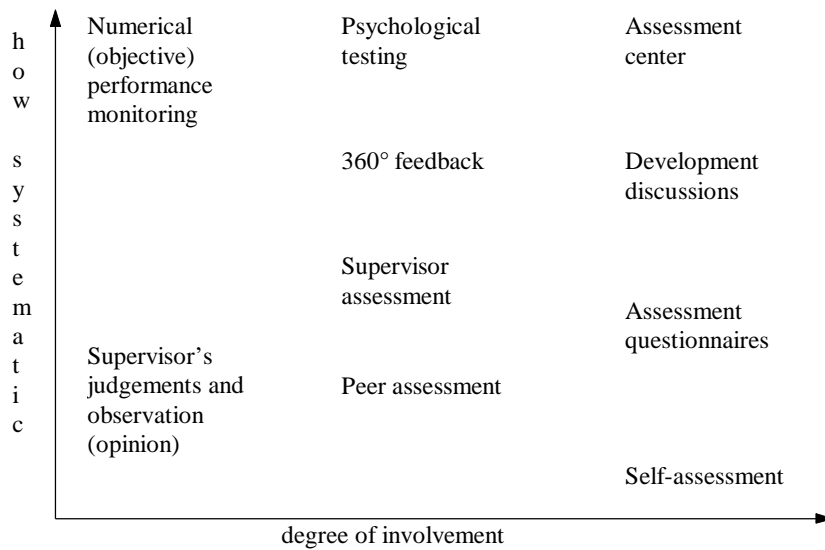 how systematic
Numerical
(objective)
performance
monitoring
Psychological
testing
Assessment
center
360° feedback
Development
discussions
Supervisor
assessment
Assessment
questionnaires
Supervisor’s
judgements and
observation
(opinion)
Peer assessment
Self-assessment
degree of involvement